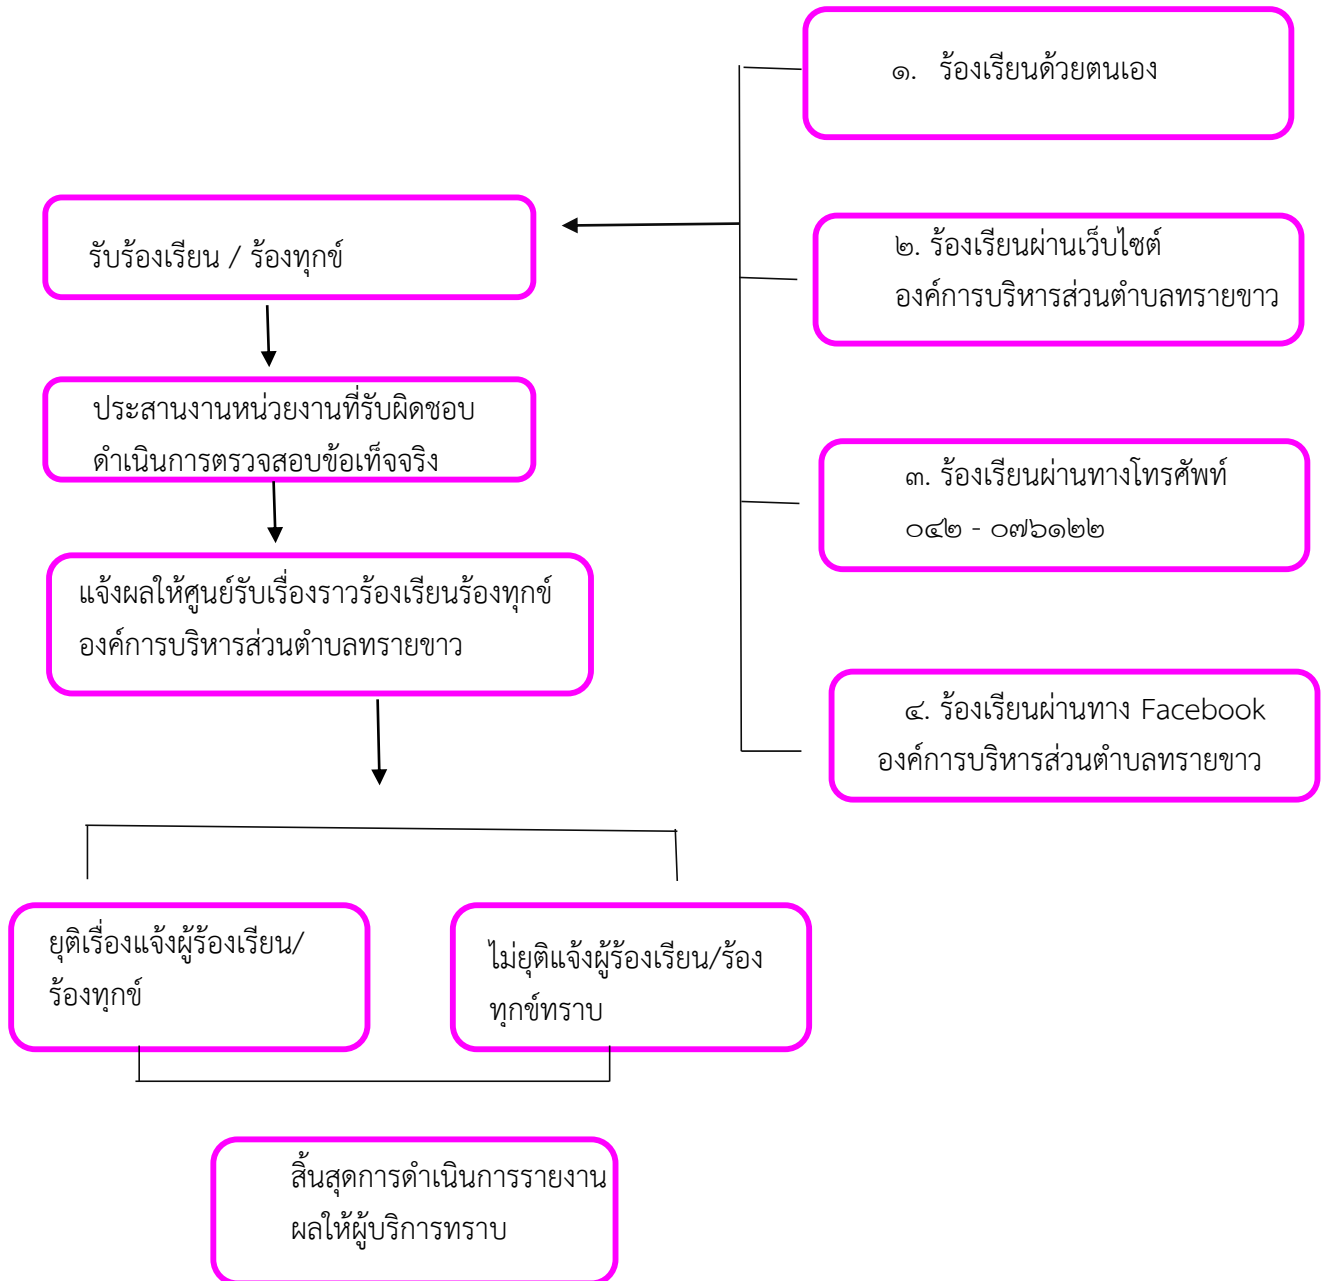 ๑. ร้องเรียนด้วยตนเอง
รับร้องเรียน / ร้องทุกข์
๒. ร้องเรียนผ่านเว็บไซต์
องค์การบริหารส่วนตำบลทรายขาว
ประสานงานหน่วยงานที่รับผิดชอบ
ดำเนินการตรวจสอบข้อเท็จจริง
๓. ร้องเรียนผ่านทางโทรศัพท์
๐๔๒ - ๐๗๖๑๒๒
แจ้งผลให้ศูนย์รับเรื่องราวร้องเรียนร้องทุกข์
องค์การบริหารส่วนตำบลทรายขาว
๔. ร้องเรียนผ่านทาง Facebook
องค์การบริหารส่วนตำบลทรายขาว
ยุติเรื่องแจ้งผู้ร้องเรียน/
ร้องทุกข์
ไม่ยุติแจ้งผู้ร้องเรียน/ร้อง
ทุกข์ทราบ
สิ้นสุดการดำเนินการรายงาน
ผลให้ผู้บริการทราบ